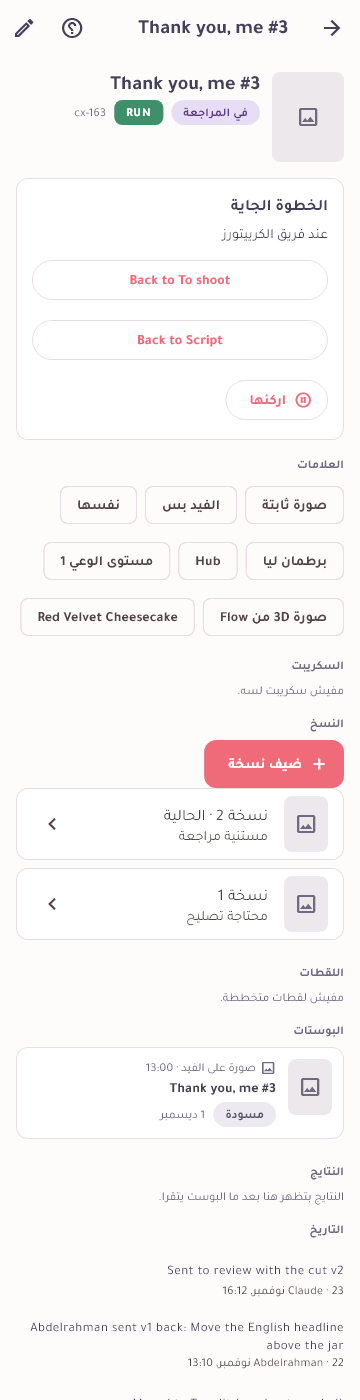 Thank you, me #3
Thank you, me #3
في المراجعة RUN cx-163
الخطوة الجاية
عند فريق الكرييتورز
Back to To shoot
Back to Script
اركنها
العلامات
صورة ثابتة الفيد بس نفسها
برطمان ليا Hub مستوى الوعي 1
صورة 3D من Flow Red Velvet Cheesecake
السكريبت
مفيش سكريبت لسه.
النسخ
ضيف نسخة
نسخة 2 · الحالية
مستنية مراجعة
نسخة 1
محتاجة تصليح
اللقطات
مفيش لقطات متخططة.
البوستات
صورة على الفيد · 13:00
Thank you, me #3
مسودة 1 ديسمبر
النتايج
النتايج بتظهر هنا بعد ما البوست يتقرا.
التاريخ
Sent to review with the cut v2
Claude · 23 نوفمبر، 16:12
Abdelrahman sent v1 back: Move the English headline
above the jar
Abdelrahman · 22 نوفمبر، 13:10